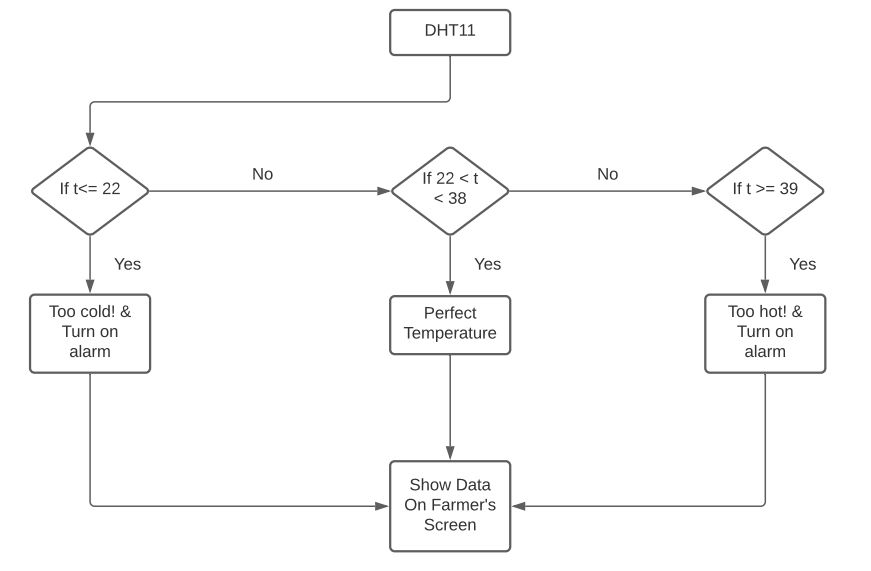 DHT11
If t<= 22
No
If 22 < t
< 38
No
If t >= 39
Yes
Yes
Yes
Too cold! &
Turn on
alarm
Perfect
Temperature
Too hot! &
Turn on
alarm
Show Data
On Farmer's
Screen